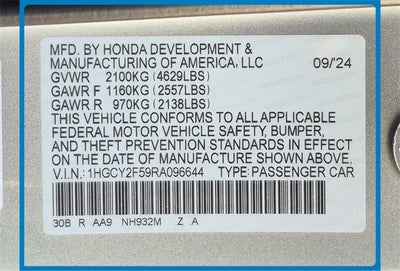 MFD. BY HONDA DEVELOPMENT &
MANUFACTURING OF AMERICA, LLC 09/'24
GVWR 2100KG (4629LBS)
GAWR F 1160KG (2557LBS)
GAWR R 970KG (2138LBS)
THIS VEHICLE CONFORMS TO ALL APPLICABLE
FEDERAL MOTOR VEHICLE SAFETY, BUMPER,
AND THEFT PREVENTION STANDARDS IN EFFECT
ON THE DATE OF MANUFACTURE SHOWN ABOVE.
V.I.N.: 1HGCY2F59RA096644 TYPE: PASSENGER CAR
30B R AA9 NH932M Z .A